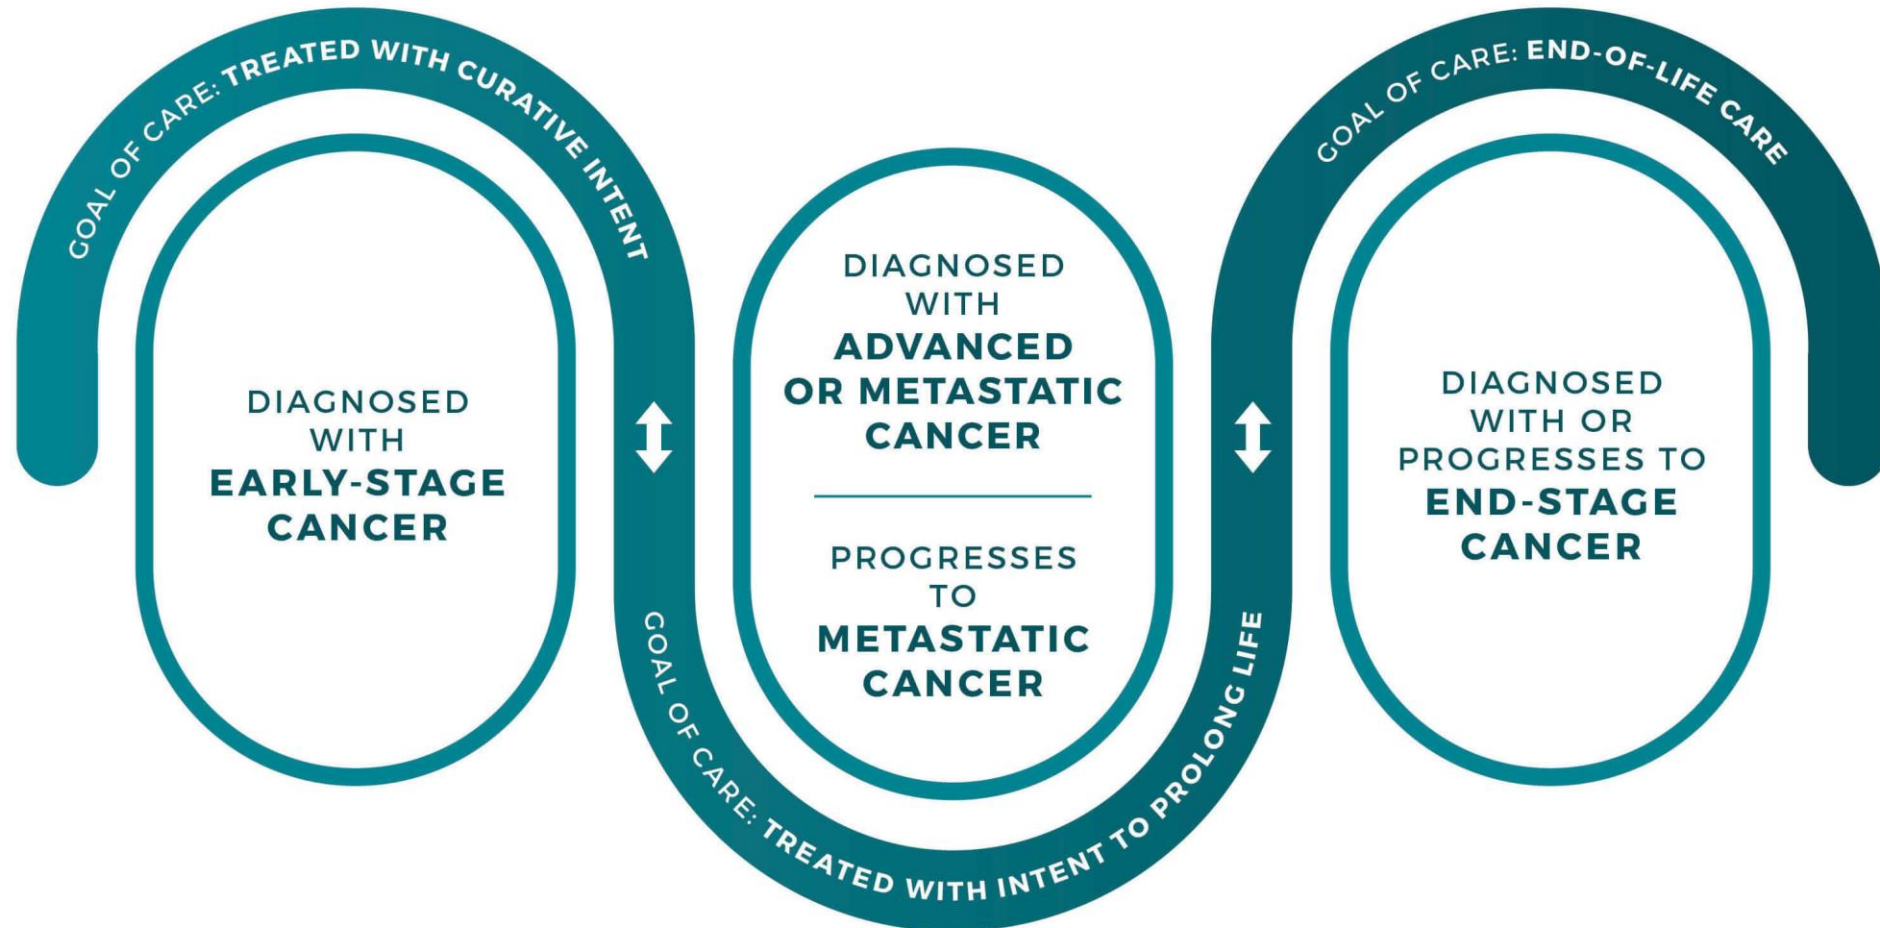 GOAL OF CARE: TREATED WITH CURATIVE INTENT
DIAGNOSED
WITH
EARLY-STAGE
CANCER
GOAL OF CARE: TREATED WITH INTENT TO PROLONG LIFE
DIAGNOSED
WITH
ADVANCED
OR METASTATIC
CANCER
PROGRESSES
TO
METASTATIC
CANCER
GOAL OF CARE: END-OF-LIFE CARE
DIAGNOSED
WITH OR
PROGRESSES TO
END-STAGE
CANCER